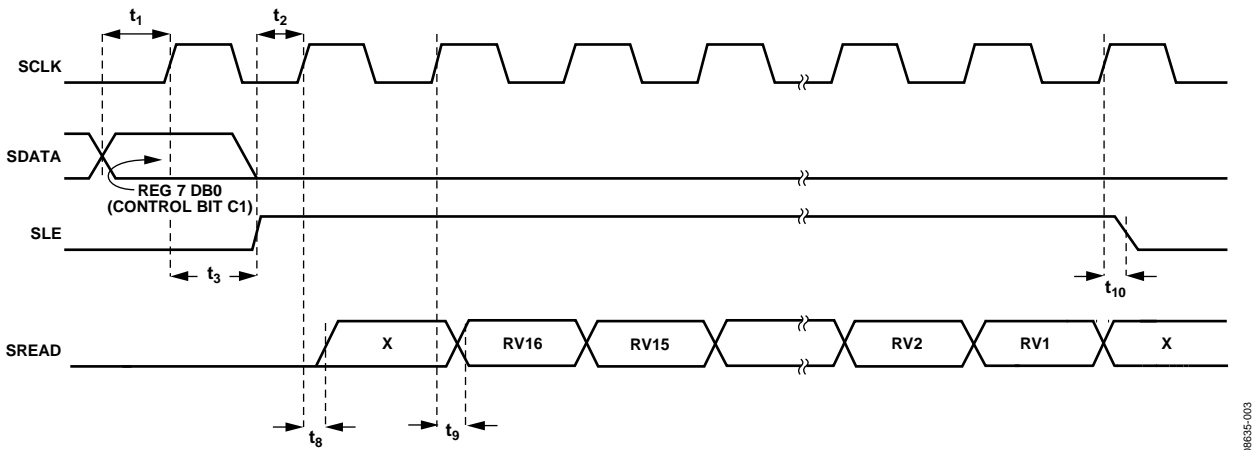 t1
t2
SCLK
SDATA
REG 7 DB0
(CONTROL BIT C1)
SLE
t3
t10
SREAD
X
RV16
RV15
RV2
RV1
X
t8
t9
08635-003